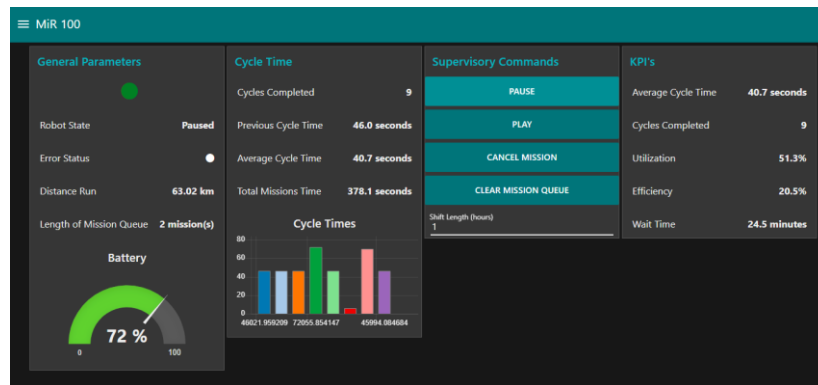 MiR 100
General Parameters
Robot State Paused
Error Status
Distance Run 63.02 km
Length of Mission Queue 2 mission(s)
Battery
72 %
0 100
Cycle Time
Cycles Completed 9
Previous Cycle Time 46.0 seconds
Average Cycle Time 40.7 seconds
Total Missions Time 378.1 seconds
Cycle Times
80
60
40
20
0
46021.959209 72055.854147 45994.084684
Supervisory Commands
PAUSE
PLAY
CANCEL MISSION
CLEAR MISSION QUEUE
Shift Length (hours)
1
KPI's
Average Cycle Time 40.7 seconds
Cycles Completed 9
Utilization 51.3%
Efficiency 20.5%
Wait Time 24.5 minutes